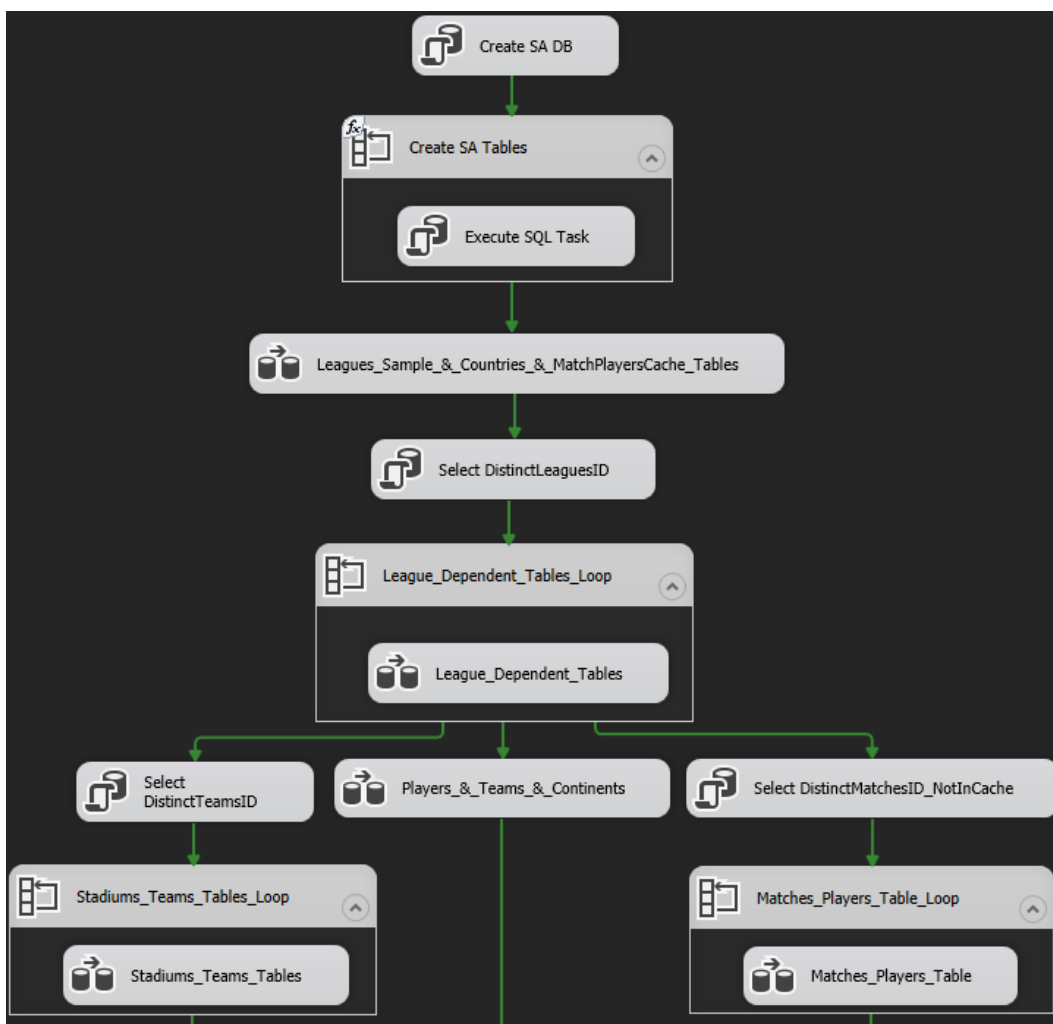 Create SA DB
fx
Create SA Tables
Execute SQL Task
Leagues_Sample_&_Countries_&_MatchPlayersCache_Tables
Select DistinctLeaguesID
League_Dependent_Tables_Loop
League_Dependent_Tables
Select
DistinctTeamsID
Players_&_Teams_&_Continents
Select DistinctMatchesID_NotInCache
Stadiums_Teams_Tables_Loop
Matches_Players_Table_Loop
Stadiums_Teams_Tables
Matches_Players_Table